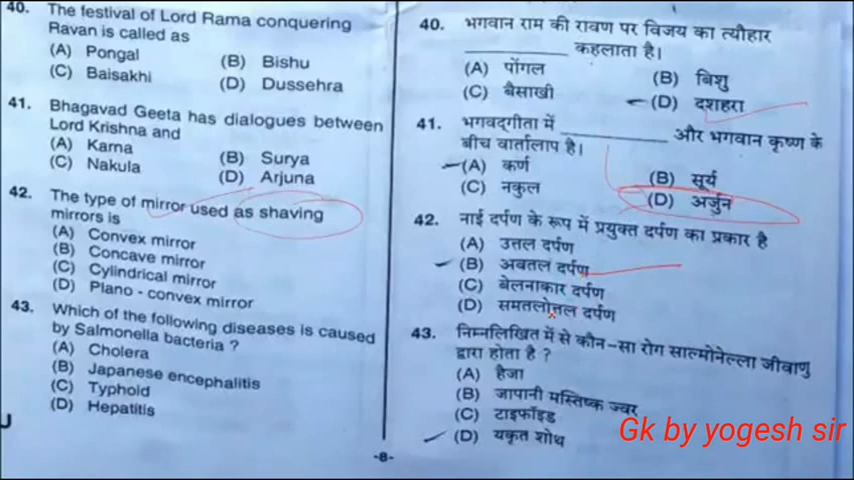 40. The festival of Lord Rama conquering
Ravan is called as
(A) Pongal (B) Bishu
(C) Baisakhi (D) Dussehra
41. Bhagavad Geeta has dialogues between
Lord Krishna and
(A) Karna (B) Surya
(C) Nakula (D) Arjuna
42. The type of mirror used as shaving
mirrors is
(A) Convex mirror
(B) Concave mirror
(C) Cylindrical mirror
(D) Plano - convex mirror
43. Which of the following diseases is caused
by Salmonella bacteria ?
(A) Cholera
(B) Japanese encephalitis
(C) Typhoid
(D) Hepatitis
J
40. भगवान राम की रावण पर विजय का त्यौहार
__________ कहलाता है।
(A) पोंगल (B) बिशु
(C) बैसाखी (D) दशहरा
41. भगवद्गीता में __________ और भगवान कृष्ण के
बीच वार्तालाप है।
(A) कर्ण (B) सूर्य
(C) नकुल (D) अर्जुन
42. नाई दर्पण के रूप में प्रयुक्त दर्पण का प्रकार है
(A) उत्तल दर्पण
(B) अवतल दर्पण
(C) बेलनाकार दर्पण
(D) समतलोत्तल दर्पण
43. निम्नलिखित में से कौन-सा रोग साल्मोनेल्ला जीवाणु
द्वारा होता है ?
(A) हैजा
(B) जापानी मस्तिष्क ज्वर
(C) टाइफॉइड
(D) यकृत शोथ
-8-
Gk by yogesh sir